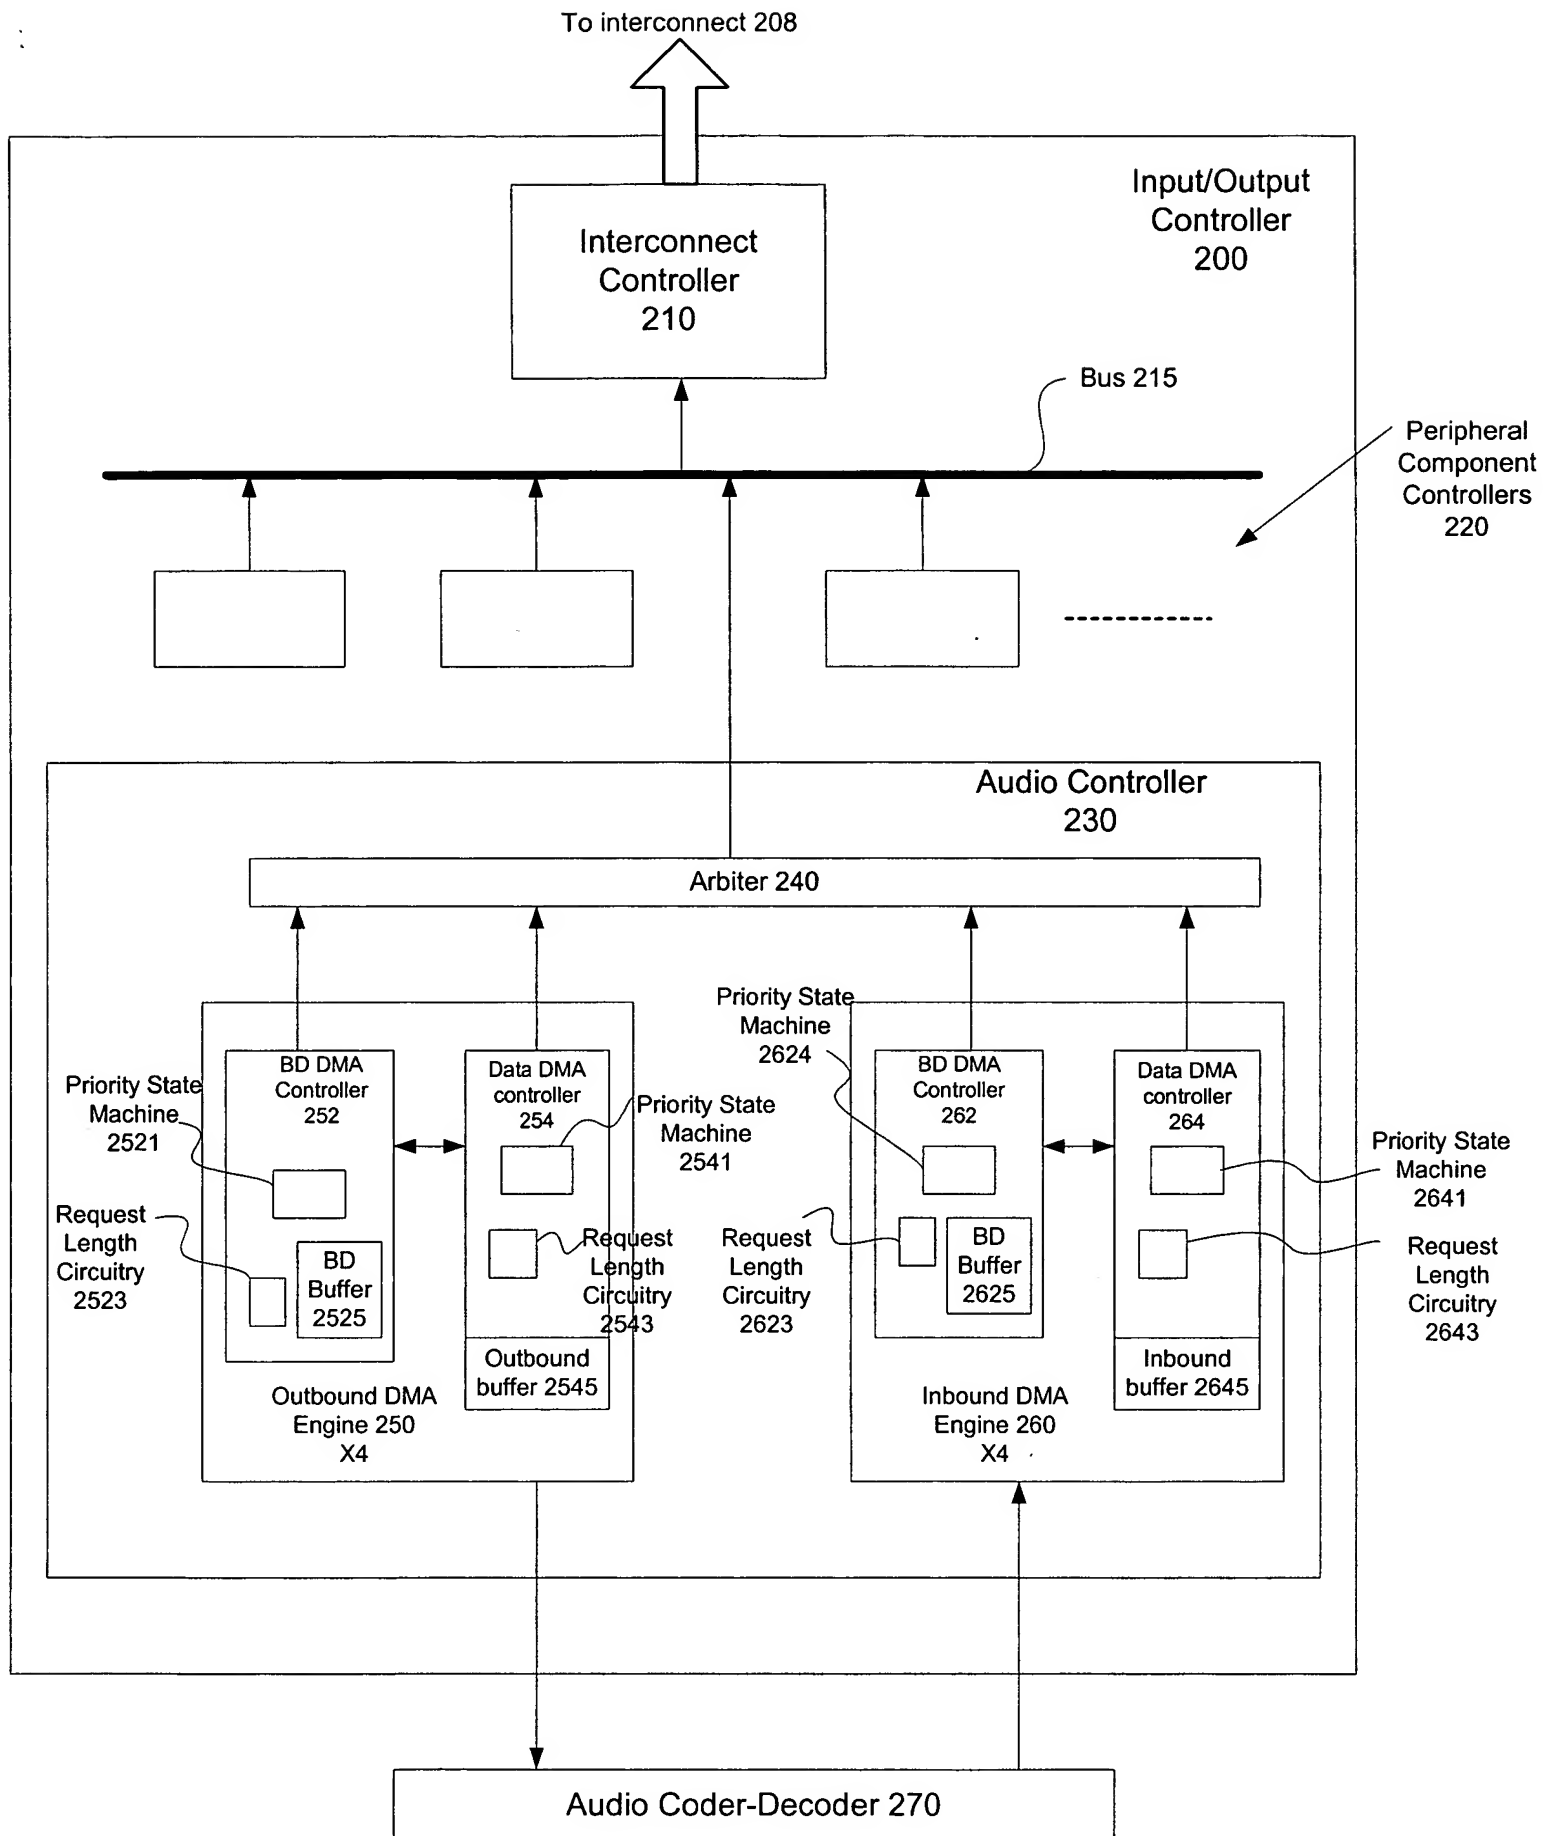 To interconnect 208
Input/Output
Controller
200
Interconnect
Controller
210
Bus 215
Peripheral
Component
Controllers
220
Audio Controller
230
Arbiter 240
Priority State
Machine
2521
Request
Length
Circuitry
2523
BD DMA
Controller
252
BD
Buffer
2525
Data DMA
controller
254
Priority State
Machine
2541
Request
Length
Circuitry
2543
Outbound
buffer 2545
Outbound DMA
Engine 250
X4
Priority State
Machine
2624
Request
Length
Circuitry
2623
BD DMA
Controller
262
BD
Buffer
2625
Data DMA
controller
264
Priority State
Machine
2641
Request
Length
Circuitry
2643
Inbound
buffer 2645
Inbound DMA
Engine 260
X4
Audio Coder-Decoder 270